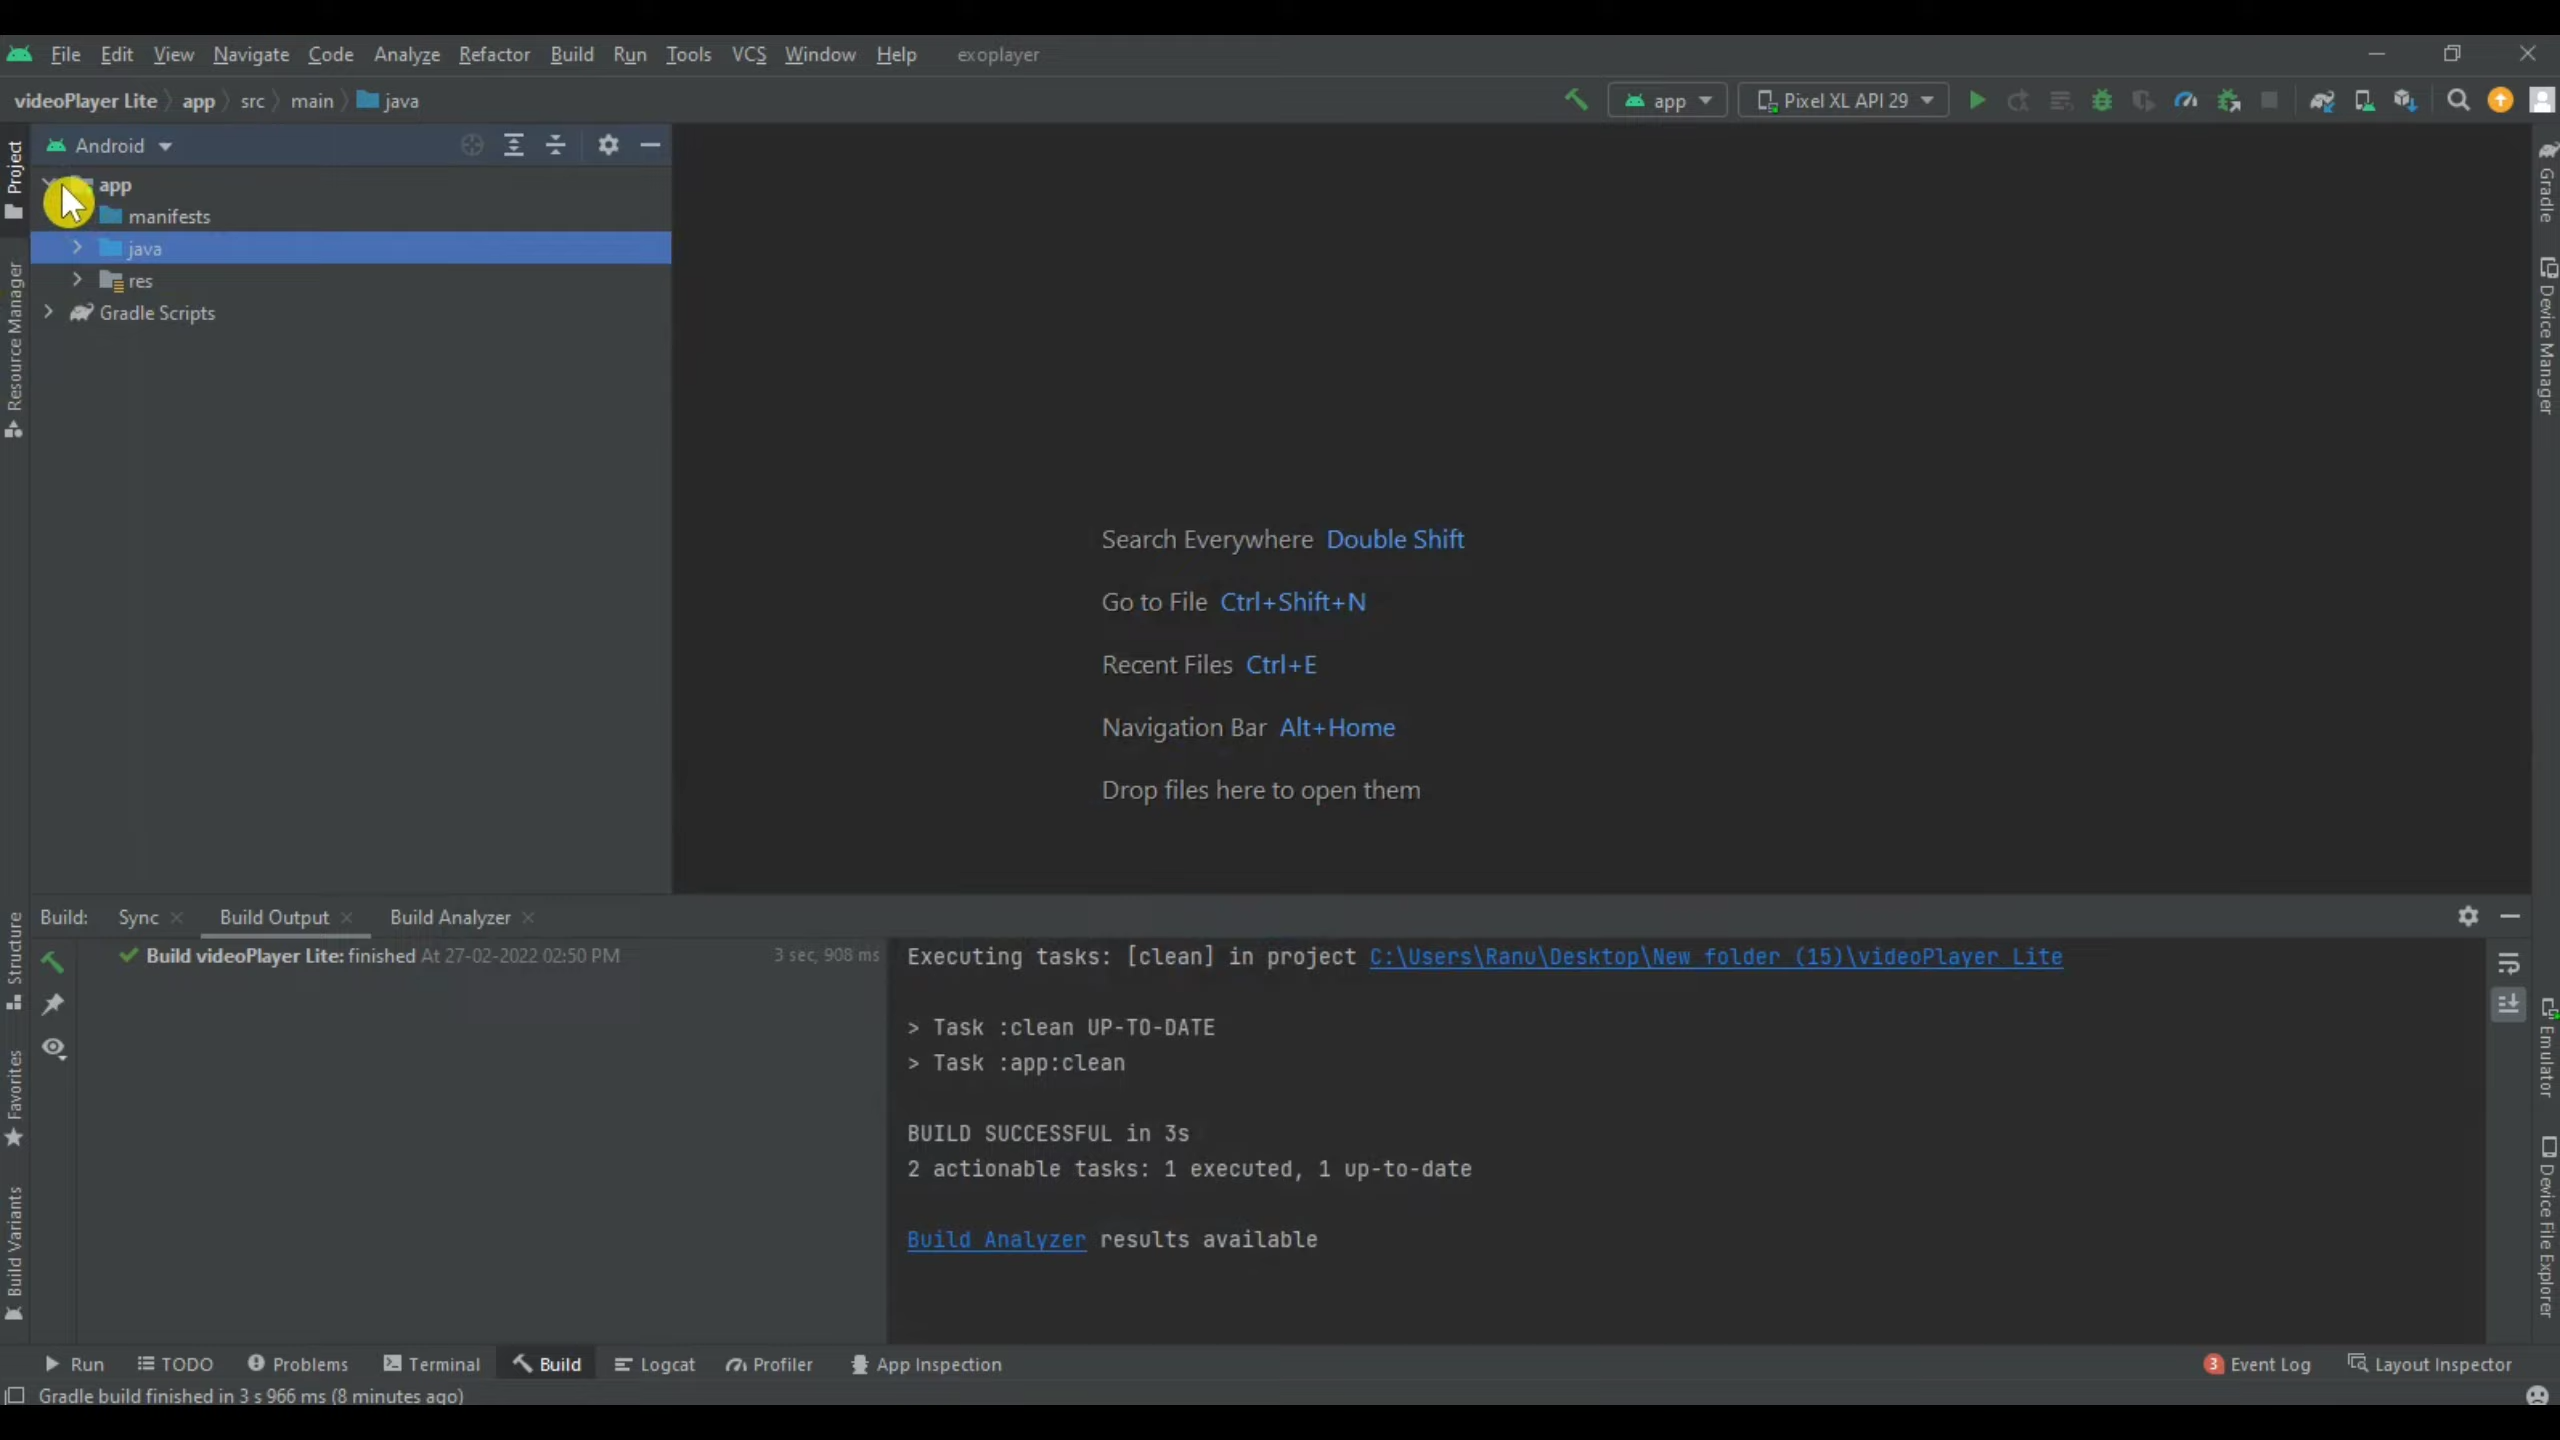 File Edit View Navigate Code Analyze Refactor Build Run Tools VCS Window Help exoplayer
videoPlayer Lite app src main java
app Pixel XL API 29
Android
app
manifests
java
res
Gradle Scripts
Project
Resource Manager
Structure
Favorites
Build Variants
Search Everywhere Double Shift
Go to File Ctrl+Shift+N
Recent Files Ctrl+E
Navigation Bar Alt+Home
Drop files here to open them
Gradle
Device Manager
Emulator
Device File Explorer
Build: Sync Build Output Build Analyzer
Build videoPlayer Lite: finished At 27-02-2022 02:50 PM 3 sec, 908 ms
Executing tasks: [clean] in project C:\Users\Ranu\Desktop\New folder (15)\videoPlayer Lite
> Task :clean UP-TO-DATE
> Task :app:clean
BUILD SUCCESSFUL in 3s
2 actionable tasks: 1 executed, 1 up-to-date
Build Analyzer results available
Run TODO Problems Terminal Build Logcat Profiler App Inspection 3 Event Log Layout Inspector
Gradle build finished in 3 s 966 ms (8 minutes ago)